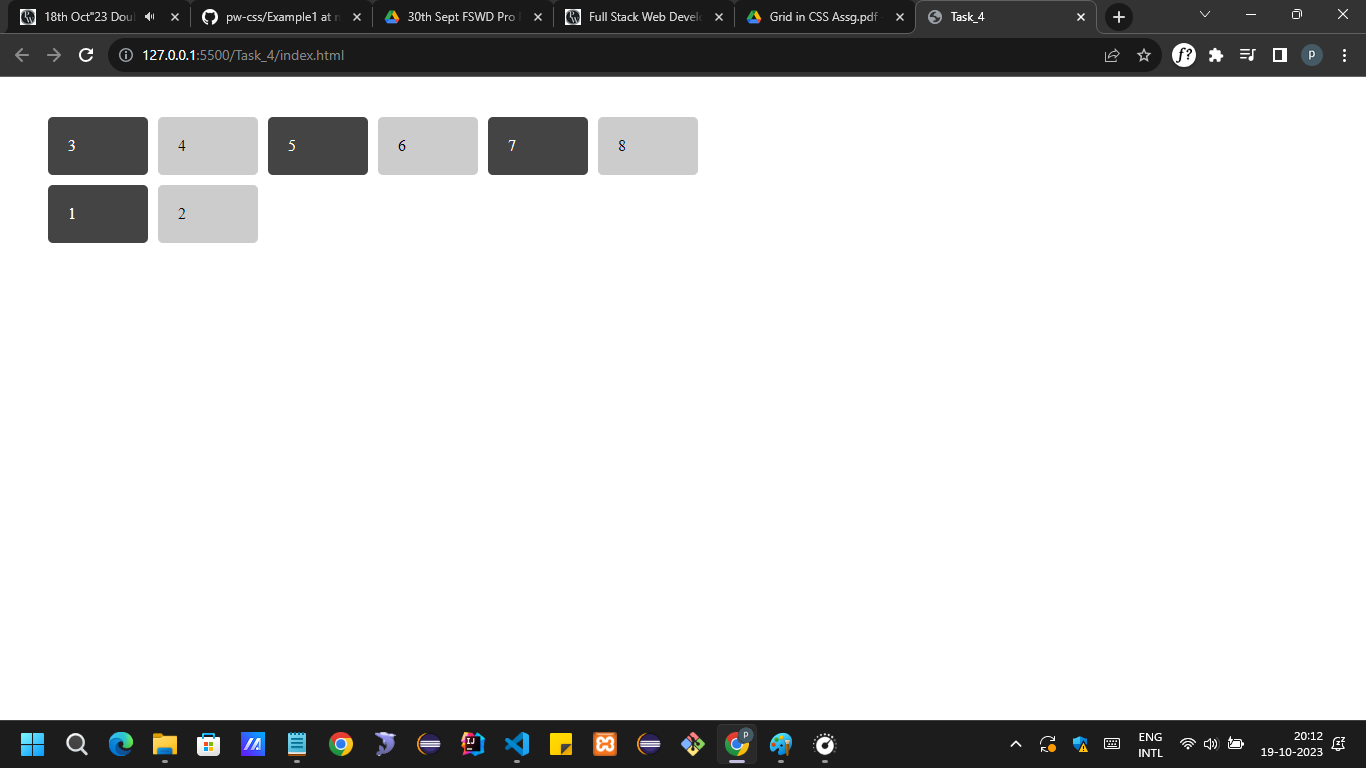 18th Oct"23 Dou
pw-css/Example1 at
30th Sept FSWD Pro
Full Stack Web Devel
Grid in CSS Assg.pdf
Task_4
127.0.0.1:5500/Task_4/index.html
f?
p
3 4 5 6 7 8
1 2
P
ENG
INTL
20:12
19-10-2023